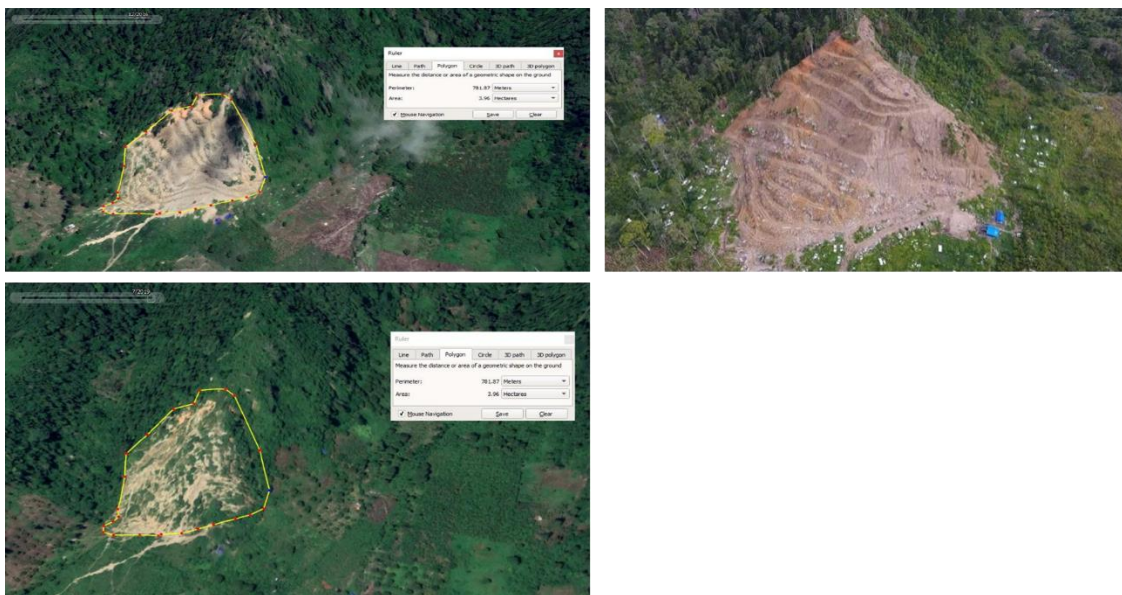 Ruler
Line Path Polygon Circle 3D path 3D polygon
Measure the distance or area of a geometric shape on the ground
Perimeter: 781.87 Meters
Area: 3.96 Hectares
Mouse Navigation Save Clear
7/2019
Ruler
Line Path Polygon Circle 3D path 3D polygon
Measure the distance or area of a geometric shape on the ground
Perimeter: 781.87 Meters
Area: 3.96 Hectares
Mouse Navigation Save Clear